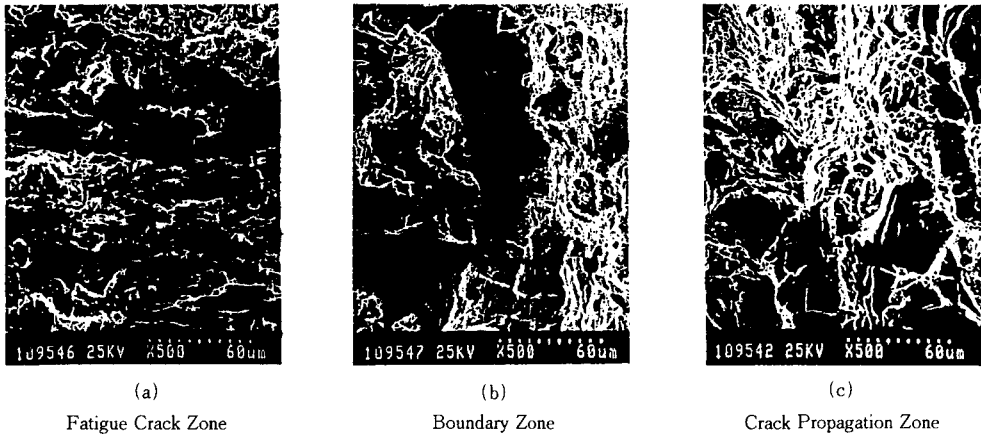 109546 25KV X500 60um
109547 25KV X500 60um
109542 25KV X500 60um
(a)
(b)
(c)
Fatigue Crack Zone
Boundary Zone
Crack Propagation Zone